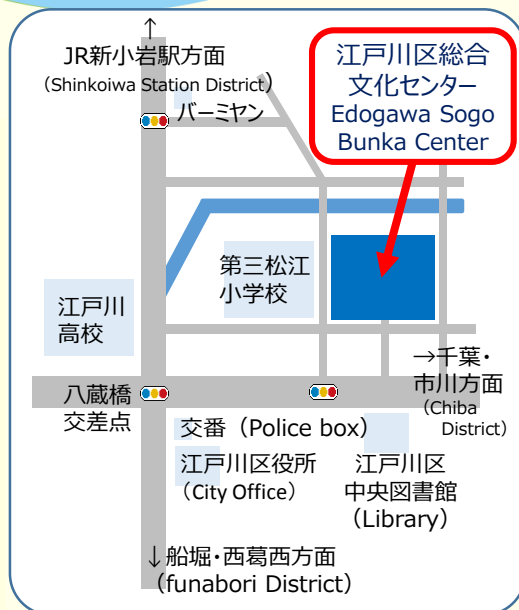 ↑
JR新小岩駅方面
(Shinkoiwa Station District)
バーミヤン
江戸川区総合
文化センター
Edogawa Sogo
Bunka Center
第三松江
小学校
江戸川
高校
→千葉・
市川方面
(Chiba
District)
八蔵橋
交差点
交番（Police box）
江戸川区役所
（City Office）
江戸川区
中央図書館
（Library）
↓船堀・西葛西方面
（funabori District）